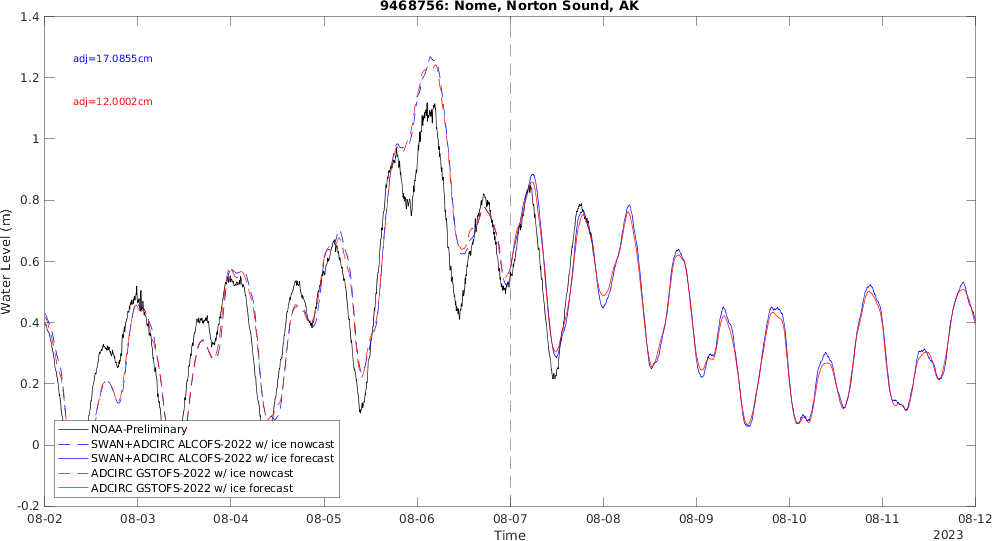 9468756: Nome, Norton Sound, AK
1.4
1.2
1
0.8
0.6
0.4
0.2
0
-0.2
Water Level (m)
adj=17.0855cm
adj=12.0002cm
NOAA-Preliminary
SWAN+ADCIRC ALCOFS-2022 w/ ice nowcast
SWAN+ADCIRC ALCOFS-2022 w/ ice forecast
ADCIRC GSTOFS-2022 w/ ice nowcast
ADCIRC GSTOFS-2022 w/ ice forecast
08-02 08-03 08-04 08-05 08-06 08-07 08-08 08-09 08-10 08-11 08-12
Time
2023